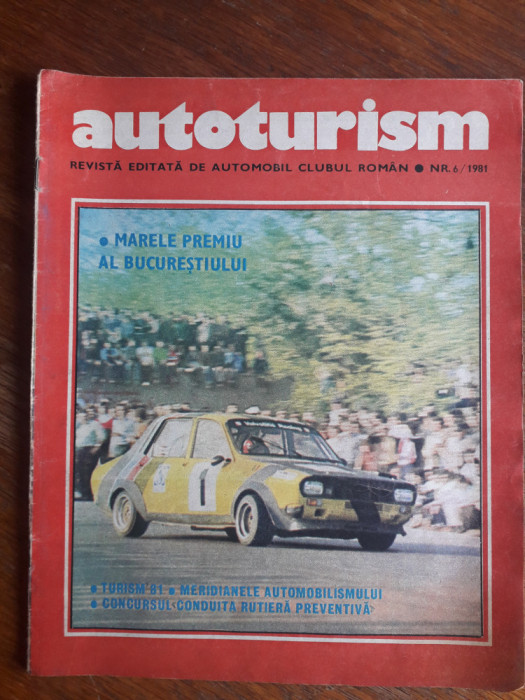 autoturism
REVISTĂ EDITATĂ DE AUTOMOBIL CLUBUL ROMÂN ● NR. 6/1981
● MARELE PREMIU
AL BUCUREȘTIULUI
1
● TURISM '81 ● MERIDIANELE AUTOMOBILISMULUI
● CONCURSUL «CONDUITA RUTIERĂ PREVENTIVĂ»